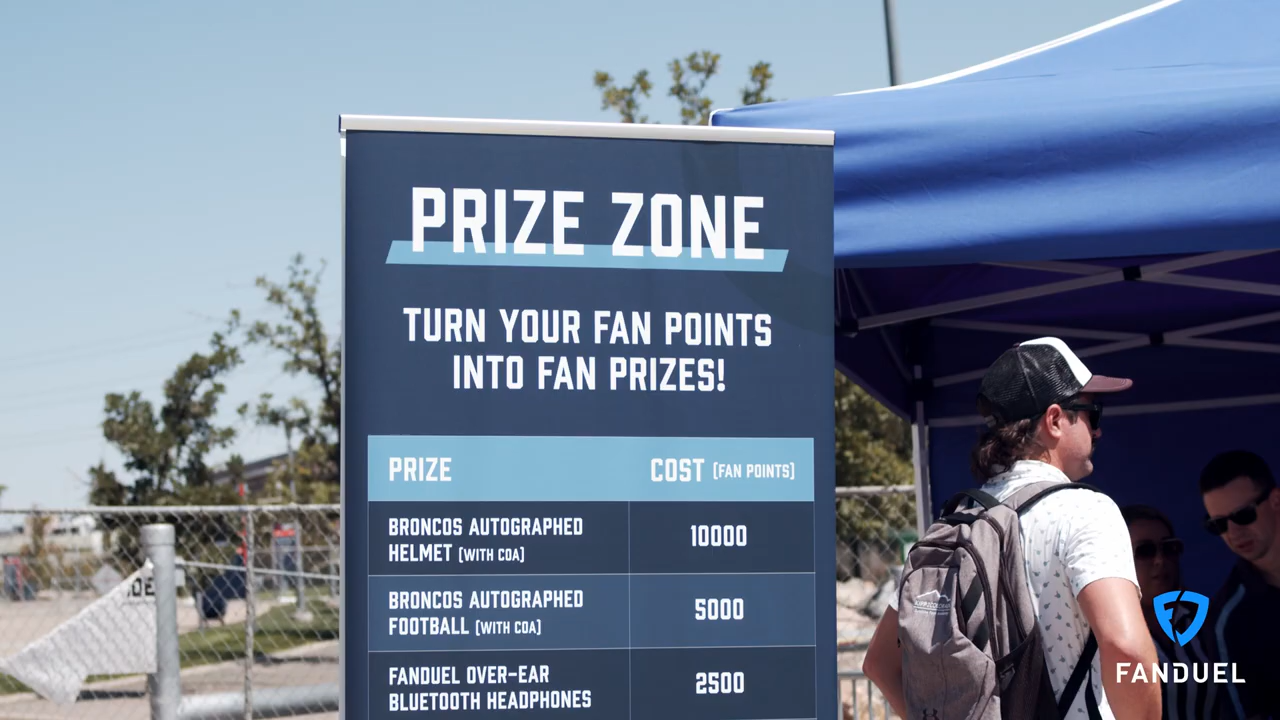 PRIZE ZONE
TURN YOUR FAN POINTS
INTO FAN PRIZES!
PRIZE COST (FAN POINTS)
BRONCOS AUTOGRAPHED
HELMET (WITH COA)
10000
BRONCOS AUTOGRAPHED
FOOTBALL (WITH COA)
5000
FANDUEL OVER-EAR
BLUETOOTH HEADPHONES
2500
FANDUEL